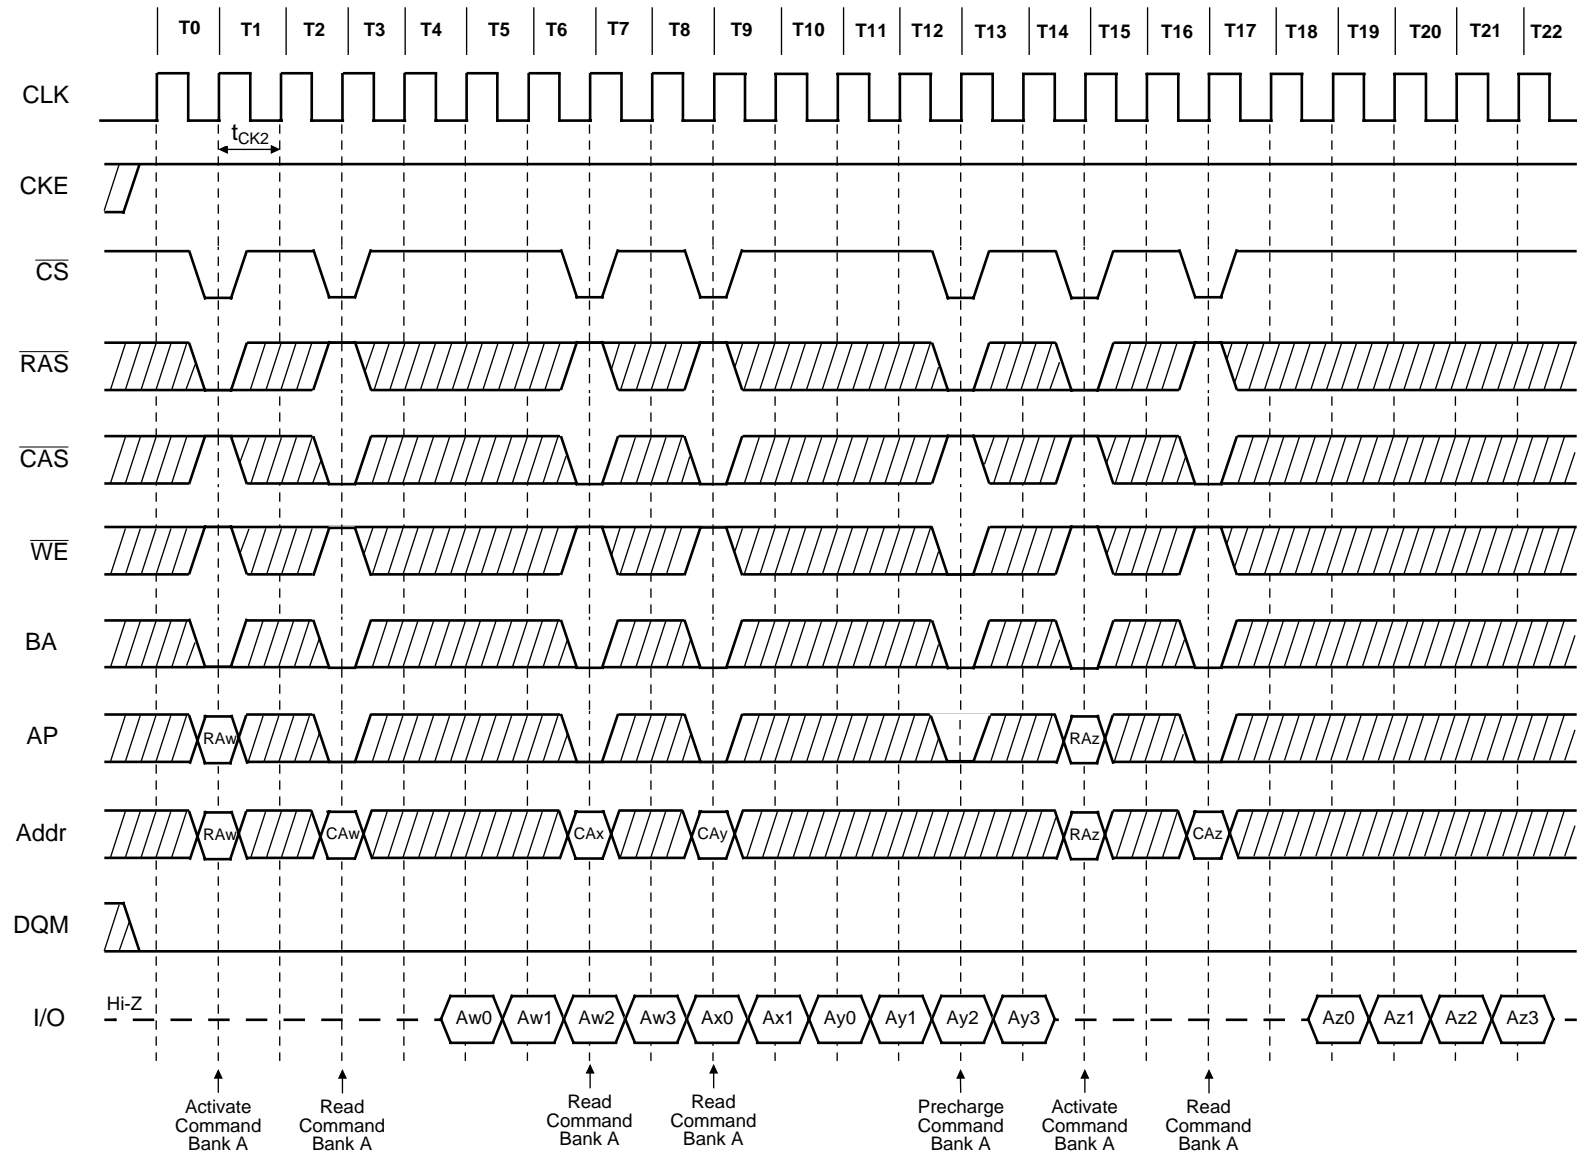 T0 T1 T2 T3 T4 T5 T6 T7 T8 T9 T10 T11 T12 T13 T14 T15 T16 T17 T18 T19 T20 T21 T22
CLK
tCK2
CKE
CS
RAS
CAS
WE
BA
AP RAw RAz
Addr RAw CAw CAx CAy RAz CAz
DQM
Hi-Z
I/O Aw0 Aw1 Aw2 Aw3 Ax0 Ax1 Ay0 Ay1 Ay2 Ay3 Az0 Az1 Az2 Az3
Activate
Command
Bank A
Read
Command
Bank A
Read
Command
Bank A
Read
Command
Bank A
Precharge
Command
Bank A
Activate
Command
Bank A
Read
Command
Bank A